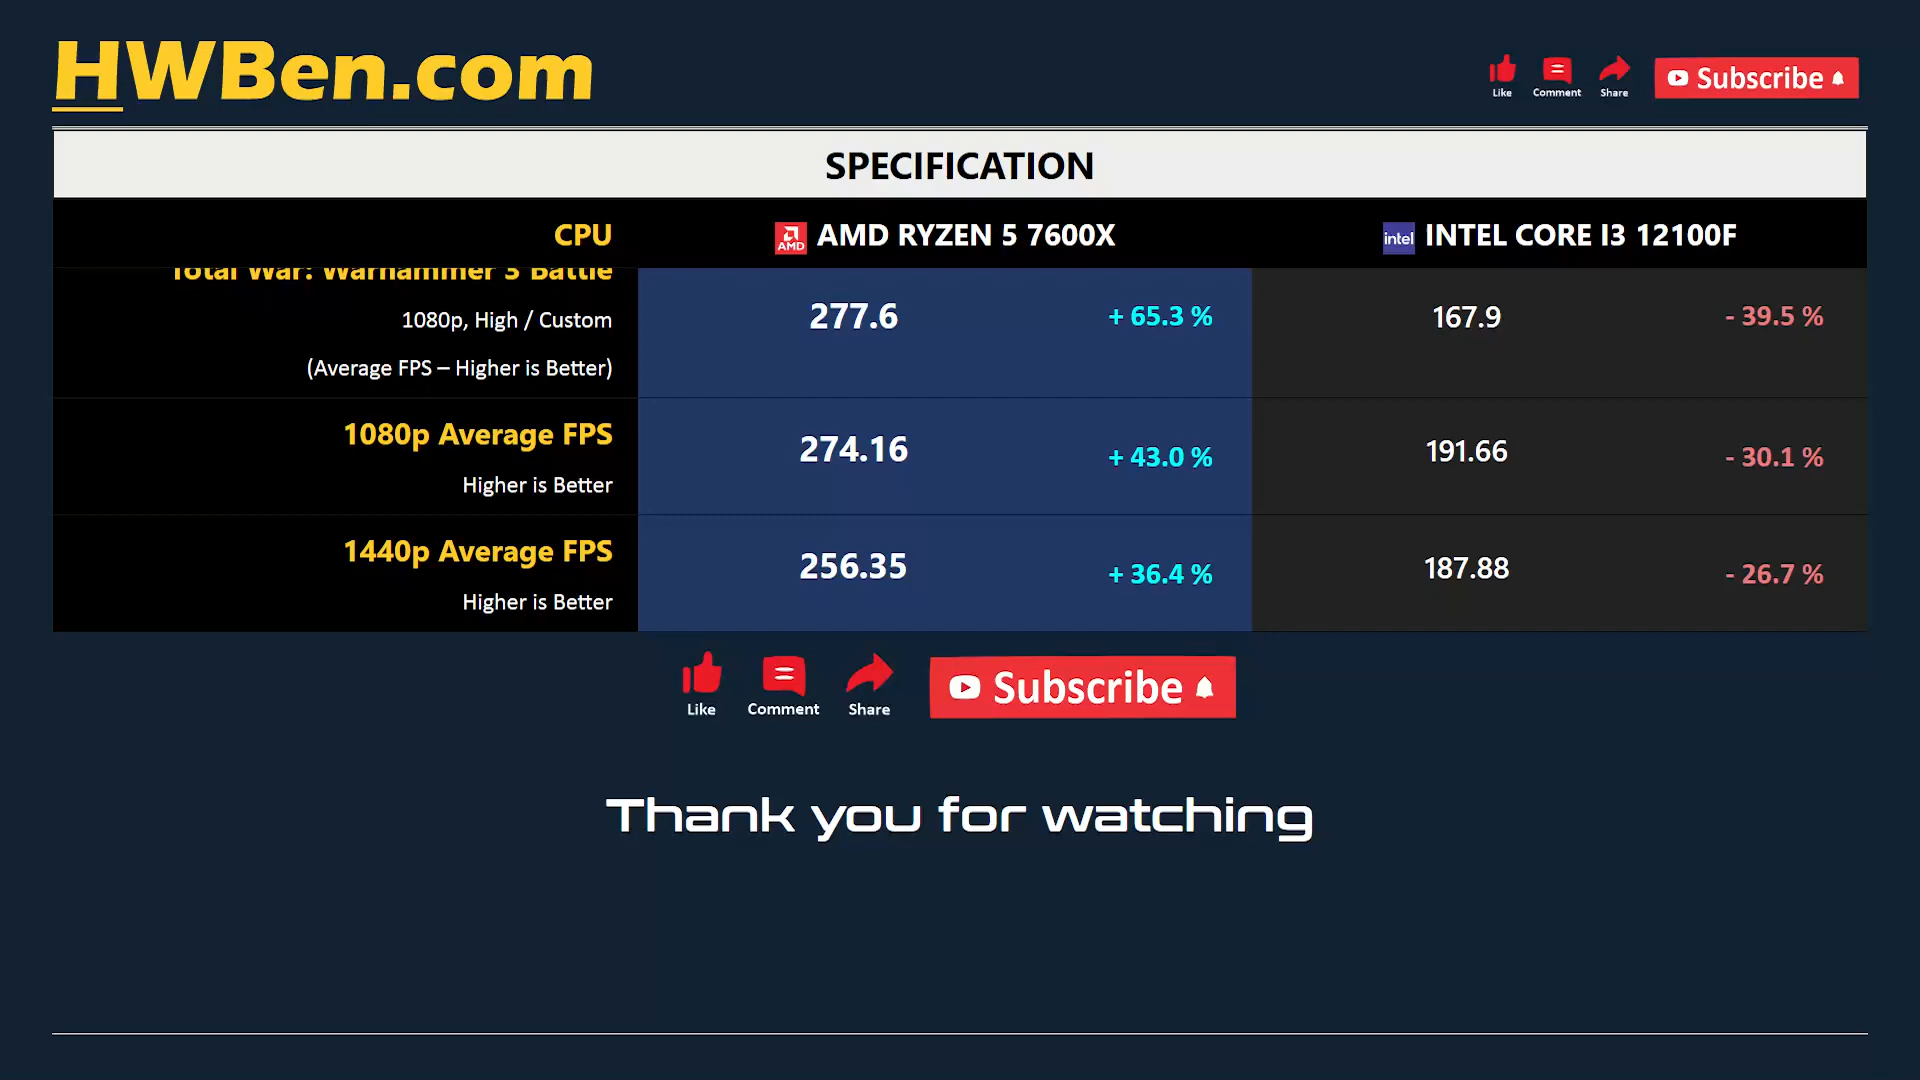 HWBen.com
Like Comment Share Subscribe
SPECIFICATION
CPU AMD AMD RYZEN 5 7600X intel INTEL CORE I3 12100F
Total War: Warhammer 3 Battle
277.6 + 65.3 % 167.9 - 39.5 %
1080p, High / Custom
(Average FPS – Higher is Better)
1080p Average FPS
274.16 + 43.0 % 191.66 - 30.1 %
Higher is Better
1440p Average FPS
256.35 + 36.4 % 187.88 - 26.7 %
Higher is Better
Like Comment Share Subscribe
Thank you for watching